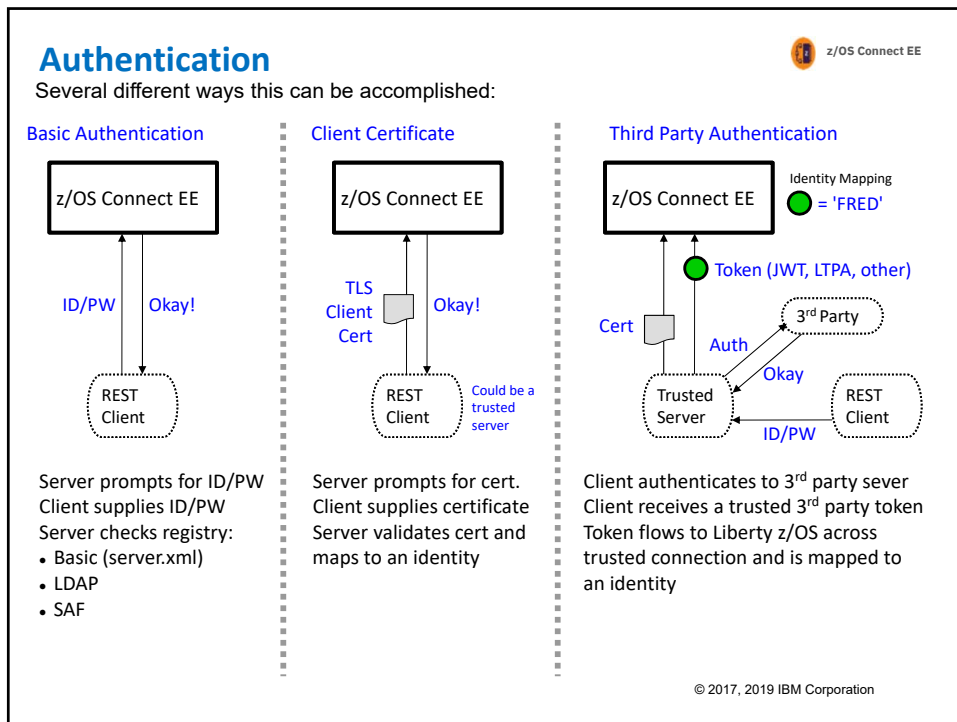 Authentication
z/OS Connect EE
Several different ways this can be accomplished:
Basic Authentication
z/OS Connect EE
ID/PW
Okay!
REST
Client
Server prompts for ID/PW
Client supplies ID/PW
Server checks registry:
• Basic (server.xml)
• LDAP
• SAF
Client Certificate
z/OS Connect EE
TLS
Client
Cert
Okay!
REST
Client
Could be a
trusted
server
Server prompts for cert.
Client supplies certificate
Server validates cert and
maps to an identity
Third Party Authentication
z/OS Connect EE
Identity Mapping
= 'FRED'
Token (JWT, LTPA, other)
Cert
3rd Party
Auth
Okay
Trusted
Server
ID/PW
REST
Client
Client authenticates to 3rd party sever
Client receives a trusted 3rd party token
Token flows to Liberty z/OS across
trusted connection and is mapped to
an identity
© 2017, 2019 IBM Corporation